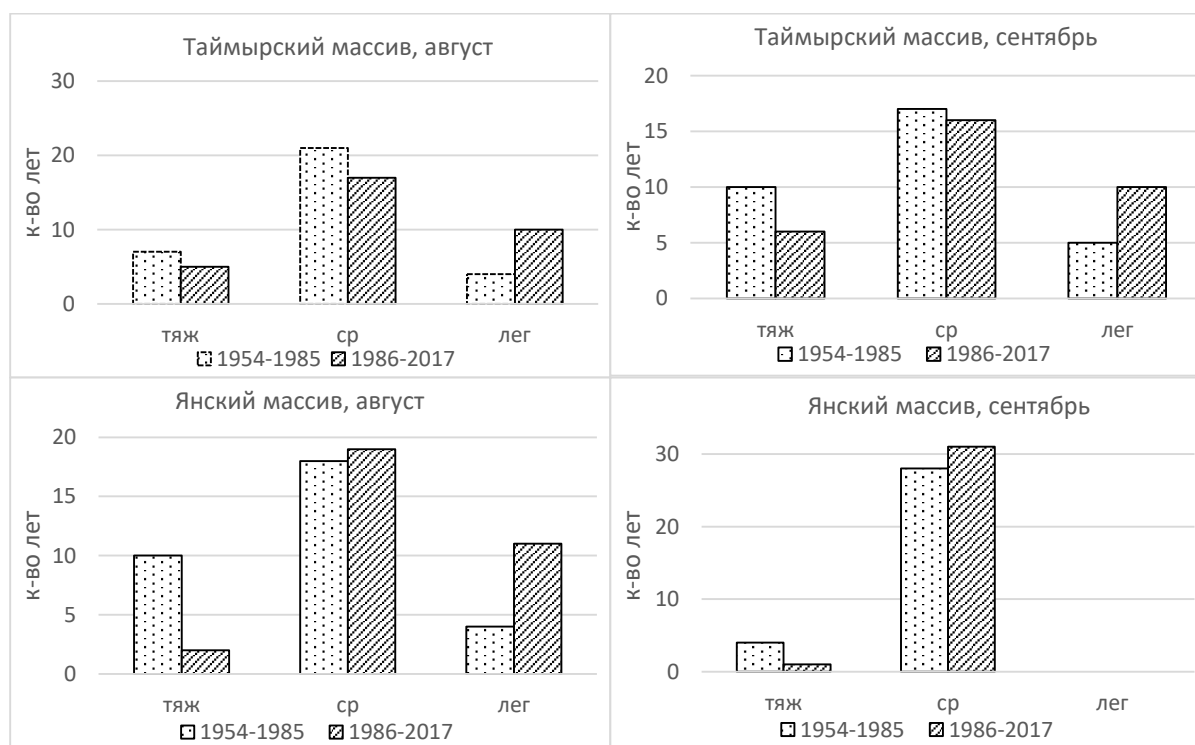 Таймырский массив, август
30
20
10
0
к-во лет
тяж ср лег
1954-1985 1986-2017
Таймырский массив, сентябрь
20
15
10
5
0
к-во лет
тяж ср лег
1954-1985 1986-2017
Янский массив, август
20
15
10
5
0
к-во лет
тяж ср лег
1954-1985 1986-2017
Янский массив, сентябрь
30
20
10
0
к-во лет
тяж ср лег
1954-1985 1986-2017